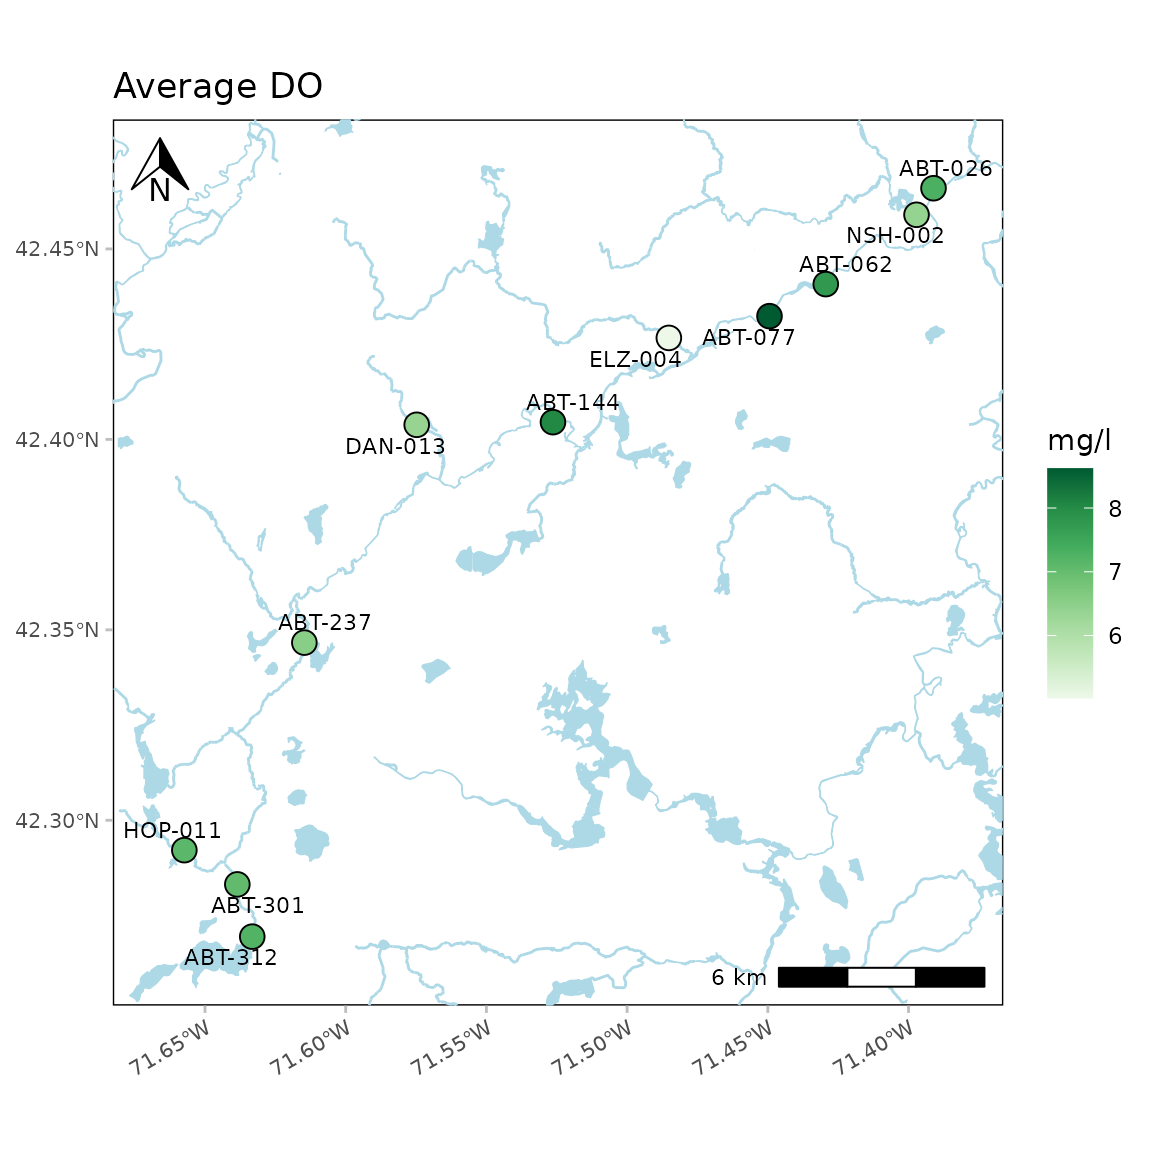 Average DO
N
ABT-026
NSH-002
ABT-062
ABT-077
ELZ-004
ABT-144
DAN-013
ABT-237
HOP-011
ABT-301
ABT-312
6 km
42.45°N
42.40°N
42.35°N
42.30°N
71.65°W
71.60°W
71.55°W
71.50°W
71.45°W
71.40°W
mg/l
8
7
6